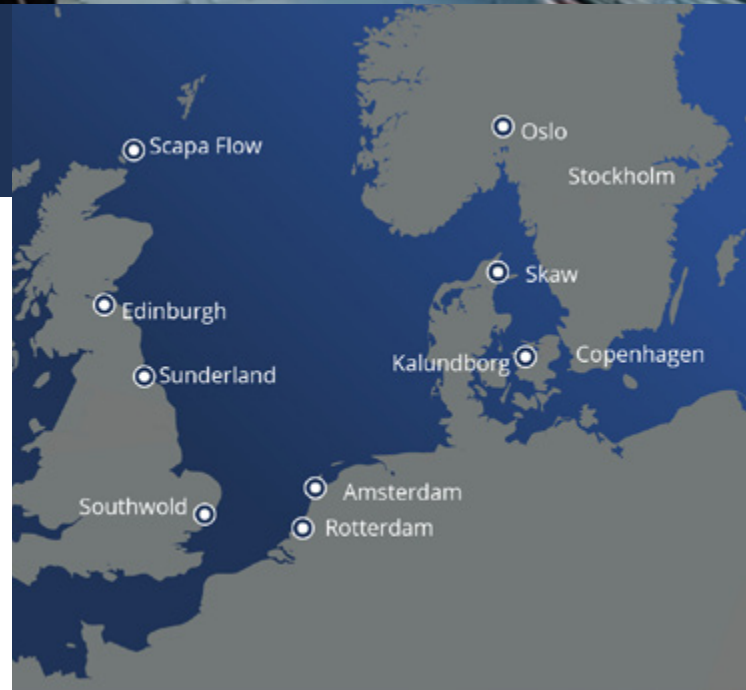 Oslo
Scapa Flow
Stockholm
Skaw
Edinburgh
Copenhagen
Kalundborg
Sunderland
Amsterdam
Southwold
Rotterdam